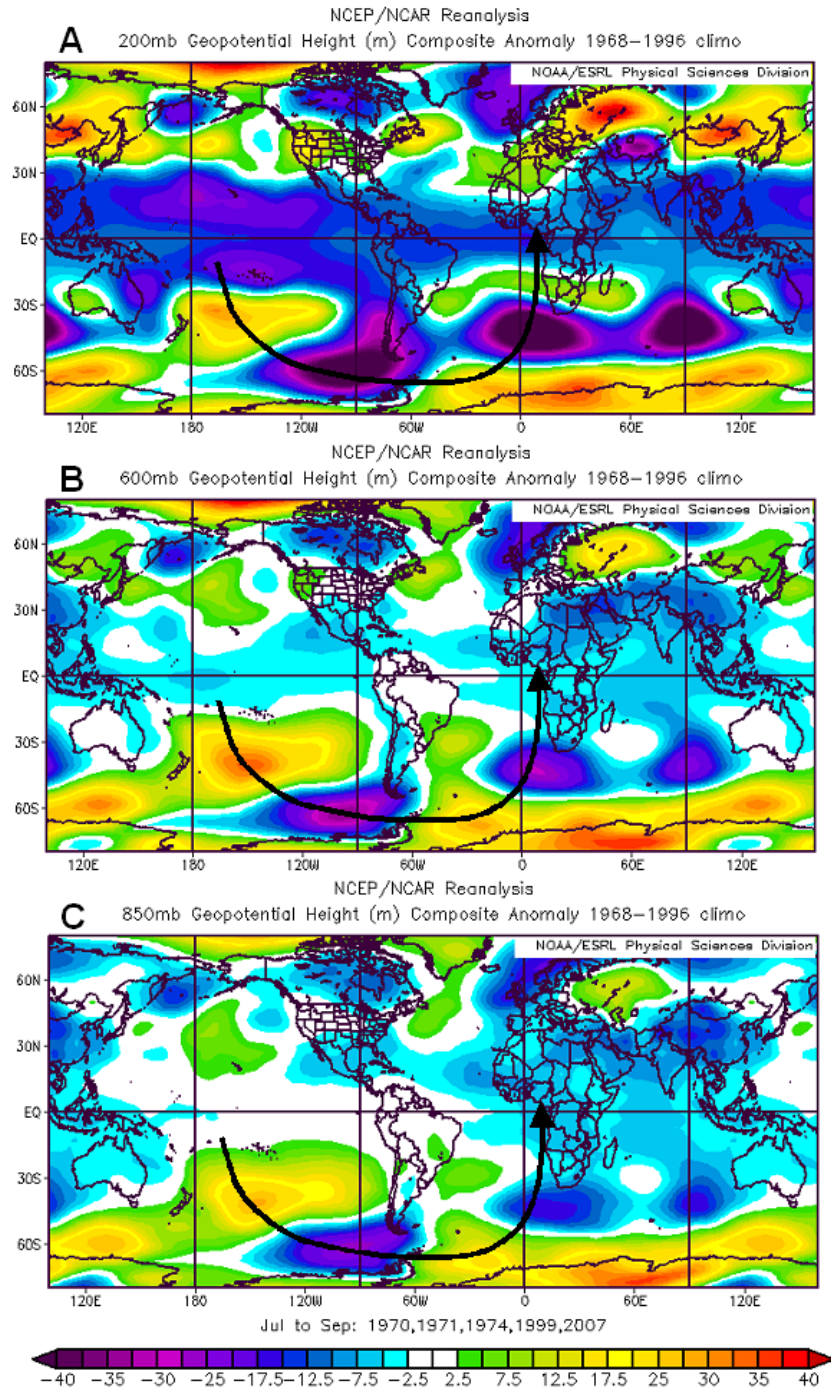 NCEP/NCAR Reanalysis
A
200mb Geopotential Height (m) Composite Anomaly 1968-1996 climo
NOAA/ESRL Physical Sciences Division
60N
30N
EQ
30S
60S
120E 180 120W 60W 0 60E 120E
NCEP/NCAR Reanalysis
B
600mb Geopotential Height (m) Composite Anomaly 1968-1996 climo
NOAA/ESRL Physical Sciences Division
60N
30N
EQ
30S
60S
120E 180 120W 60W 0 60E 120E
NCEP/NCAR Reanalysis
C
850mb Geopotential Height (m) Composite Anomaly 1968-1996 climo
NOAA/ESRL Physical Sciences Division
60N
30N
EQ
30S
60S
120E 180 120W 60W 0 60E 120E
Jul to Sep: 1970,1971,1974,1999,2007
-40 -30 -25 -17.5 -12.5 -7.5 -2.5 2.5 7.5 12.5 17.5 25 30 35 40